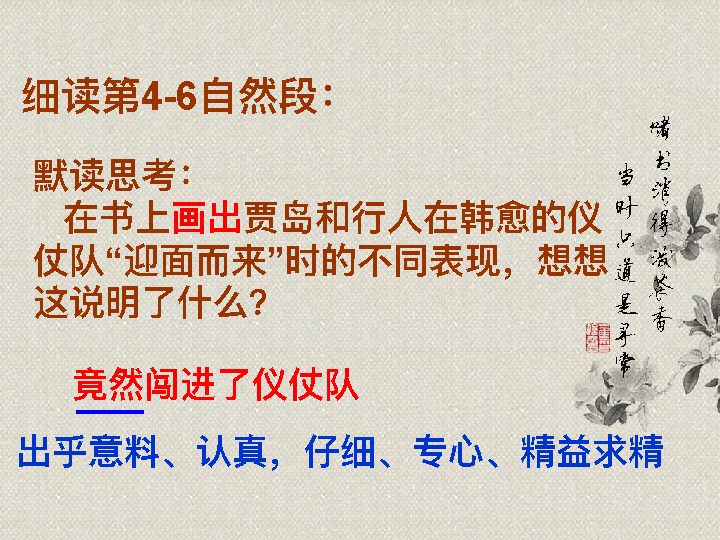 细读第4-6自然段：
默读思考：
在书上画出贾岛和行人在韩愈的仪
仗队“迎面而来”时的不同表现，想想
这说明了什么？
竟然闯进了仪仗队
出乎意料、认真，仔细、专心、精益求精
赌书消得泼茶香
当时只道是寻常